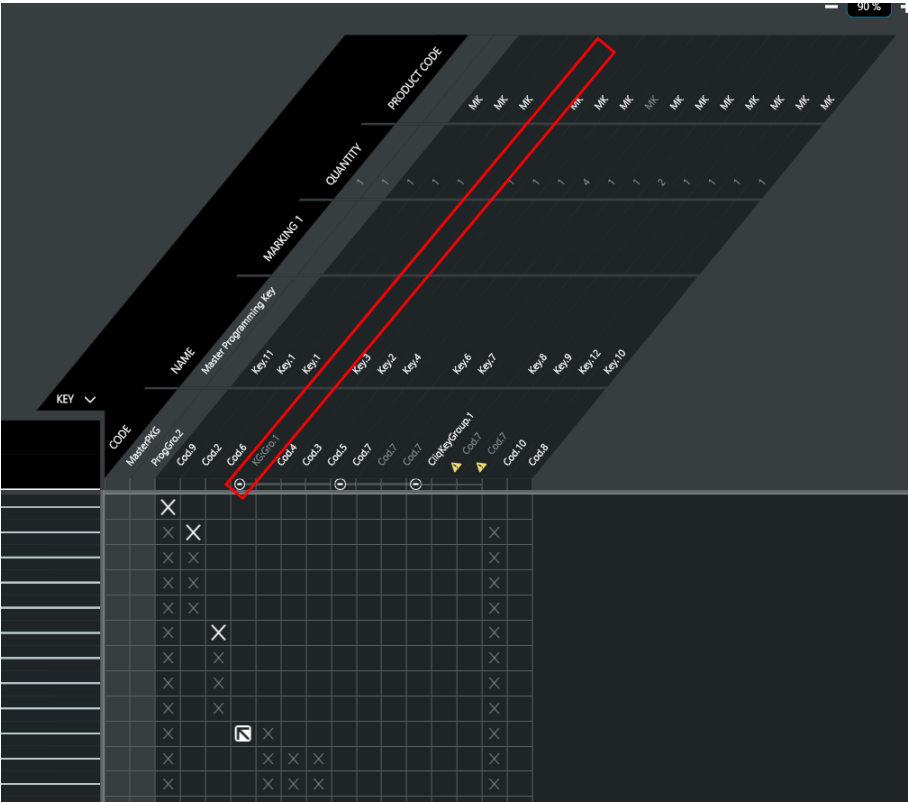 90 %
PRODUCT CODE
MK MK MK MK MK MK MK MK MK MK MK MK MK MK
QUANTITY
1 1 1 1 1 1 1 4 1 1 2 1 1 1 1
MARKING 1
NAME
Master Programming Key
Key.11 Key.1 Key.1 Key.3 Key.2 Key.4 Key.6 Key.7 Key.8 Key.9 Key.12 Key.10
KEY
CODE
MasterPKG
ProgGro.2
Cod.9
Cod.2
Cod.6
KGsGro.1
Cod.4
Cod.3
Cod.5
Cod.7
Cod.7
Cod.7
CliqKeyGroup.1
Cod.7
Cod.7
Cod.10
Cod.8